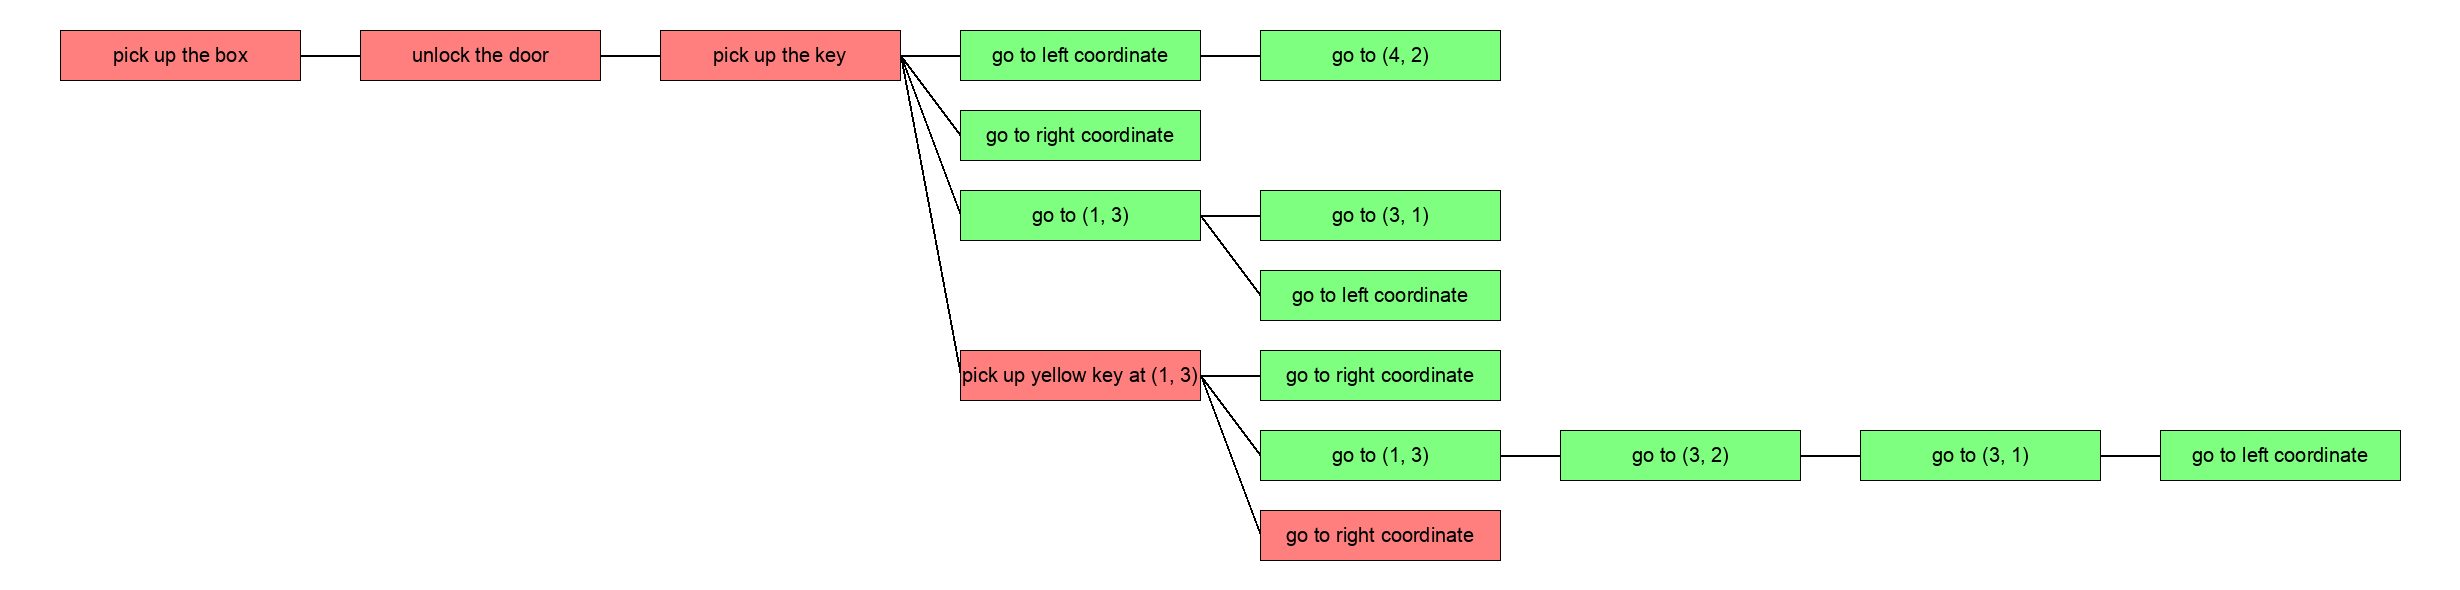 pick up the box
unlock the door
pick up the key
go to left coordinate
go to (4, 2)
go to right coordinate
go to (1, 3)
go to (3, 1)
go to left coordinate
pick up yellow key at (1, 3)
go to right coordinate
go to (1, 3)
go to (3, 2)
go to (3, 1)
go to left coordinate
go to right coordinate